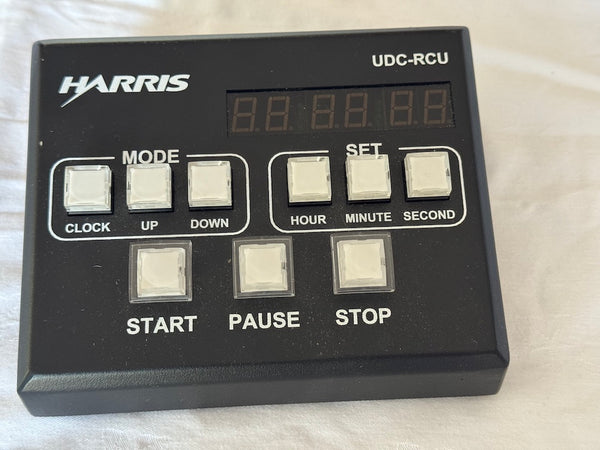 HARRIS
UDC-RCU
MODE
SET
CLOCK UP DOWN
HOUR MINUTE SECOND
START PAUSE STOP